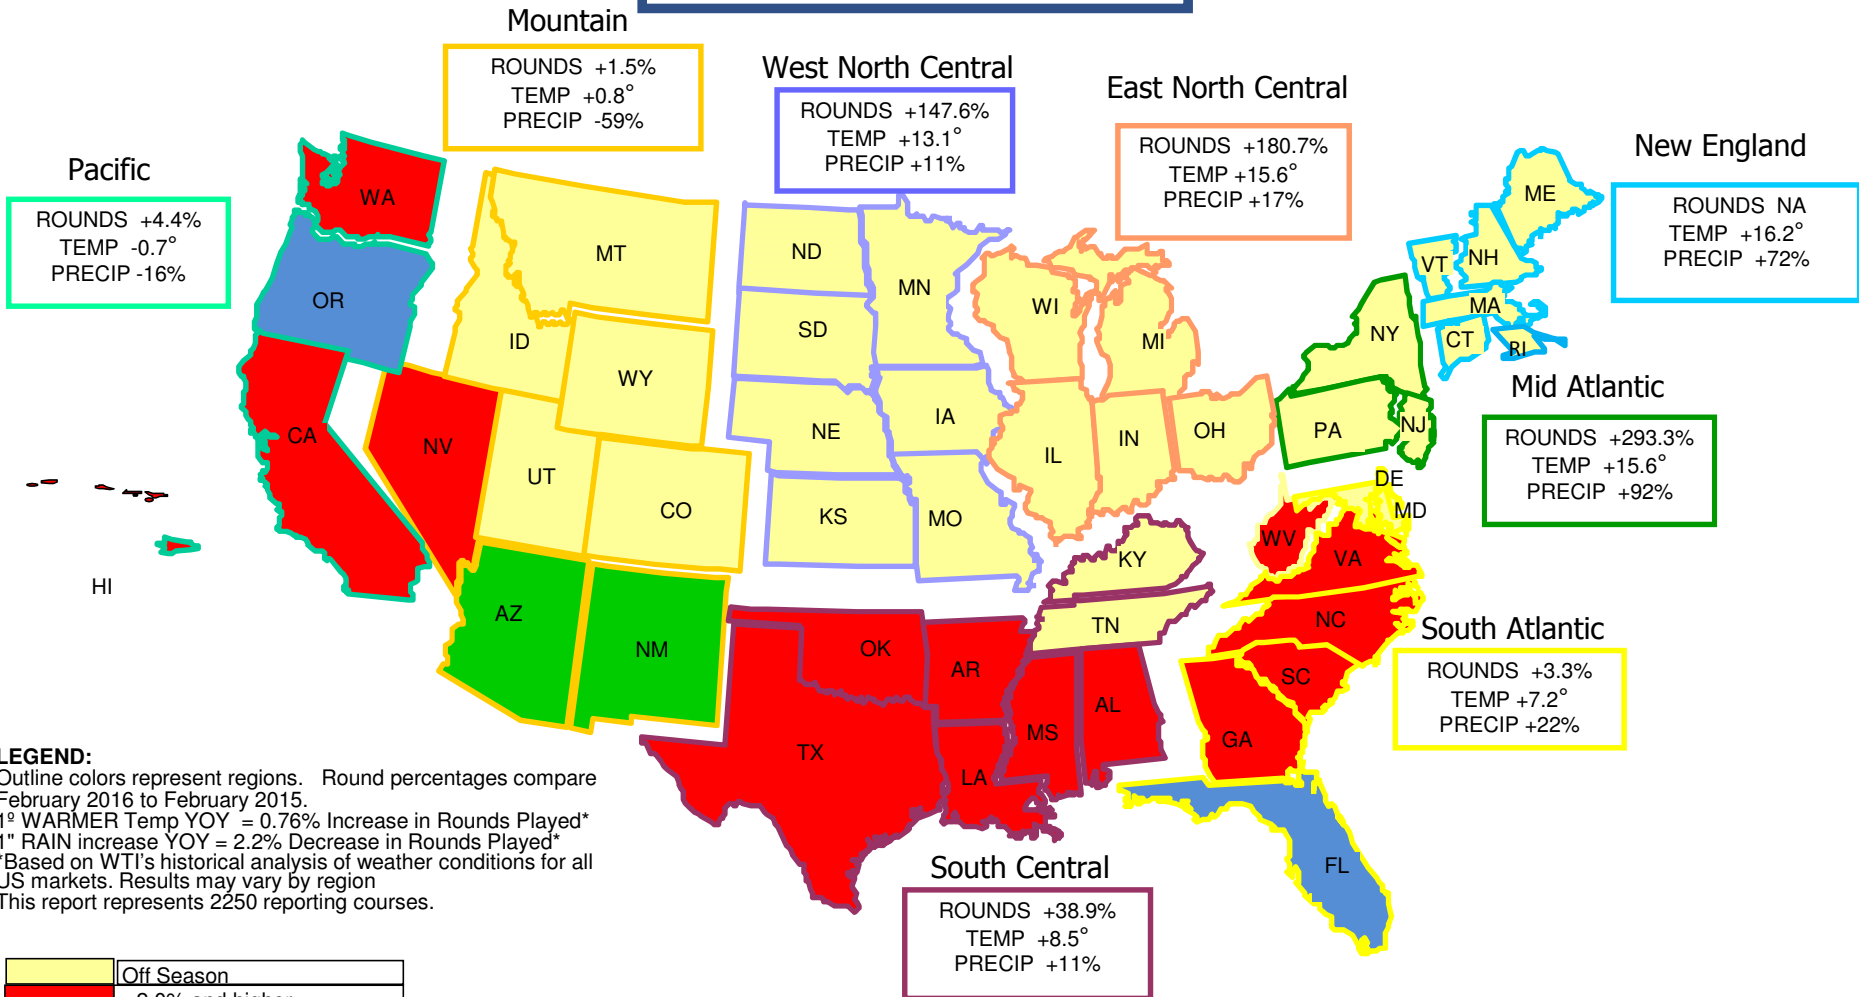 Mountain
ROUNDS +1.5%
TEMP +0.8°
PRECIP -59%
West North Central
ROUNDS +147.6%
TEMP +13.1°
PRECIP +11%
East North Central
ROUNDS +180.7%
TEMP +15.6°
PRECIP +17%
New England
ROUNDS NA
TEMP +16.2°
PRECIP +72%
Pacific
ROUNDS +4.4%
TEMP -0.7°
PRECIP -16%
Mid Atlantic
ROUNDS +293.3%
TEMP +15.6°
PRECIP +92%
South Atlantic
ROUNDS +3.3%
TEMP +7.2°
PRECIP +22%
South Central
ROUNDS +38.9%
TEMP +8.5°
PRECIP +11%
WA
OR
CA
NV
HI
MT
ID
WY
UT
CO
AZ
NM
ND
SD
NE
KS
MN
IA
MO
WI
MI
IL
IN
OH
KY
TN
OK
TX
AR
LA
MS
AL
ME
VT
NH
MA
CT
RI
NY
PA
NJ
DE
MD
WV
VA
NC
SC
GA
FL
LEGEND:
Outline colors represent regions. Round percentages compare
February 2016 to February 2015.
1º WARMER Temp YOY = 0.76% Increase in Rounds Played*
1" RAIN increase YOY = 2.2% Decrease in Rounds Played*
*Based on WTI's historical analysis of weather conditions for all
US markets. Results may vary by region
This report represents 2250 reporting courses.
Off Season